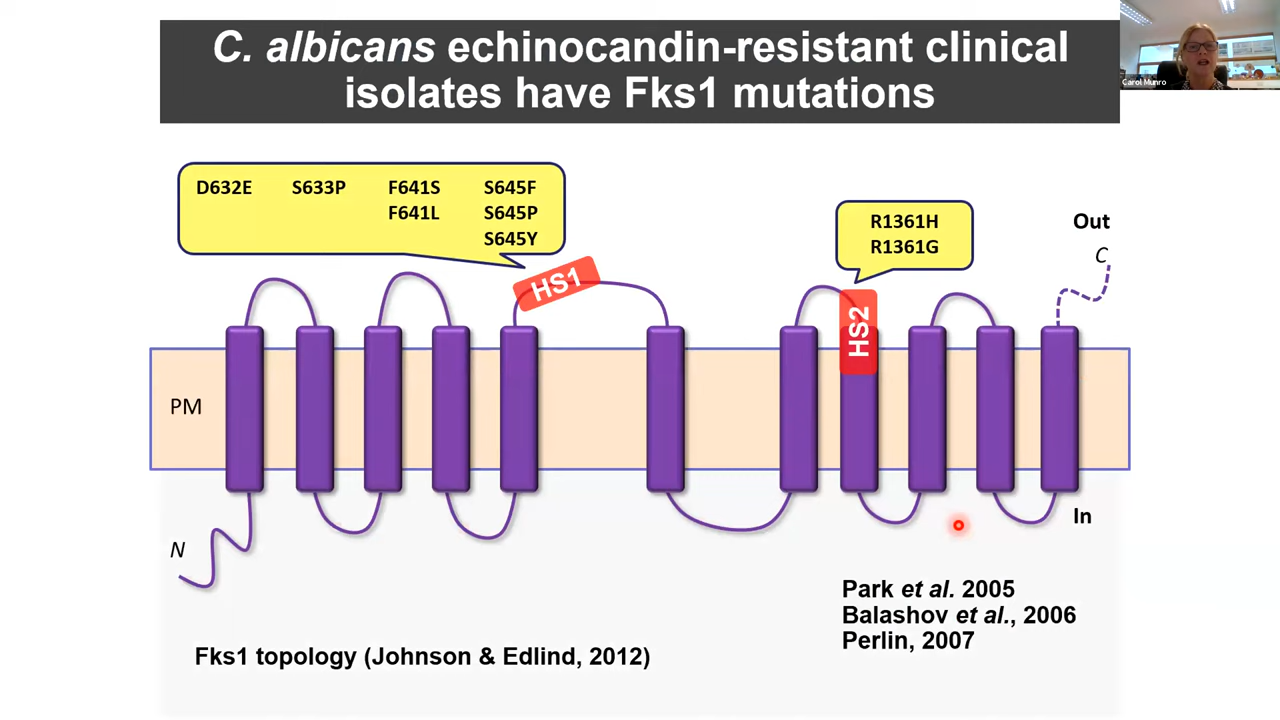 C. albicans echinocandin-resistant clinical
isolates have Fks1 mutations
Carol Munro
D632E S633P F641S S645F
F641L S645P
S645Y
R1361H
R1361G
Out
C
HS1
HS2
PM
In
N
Park et al. 2005
Balashov et al., 2006
Perlin, 2007
Fks1 topology (Johnson & Edlind, 2012)